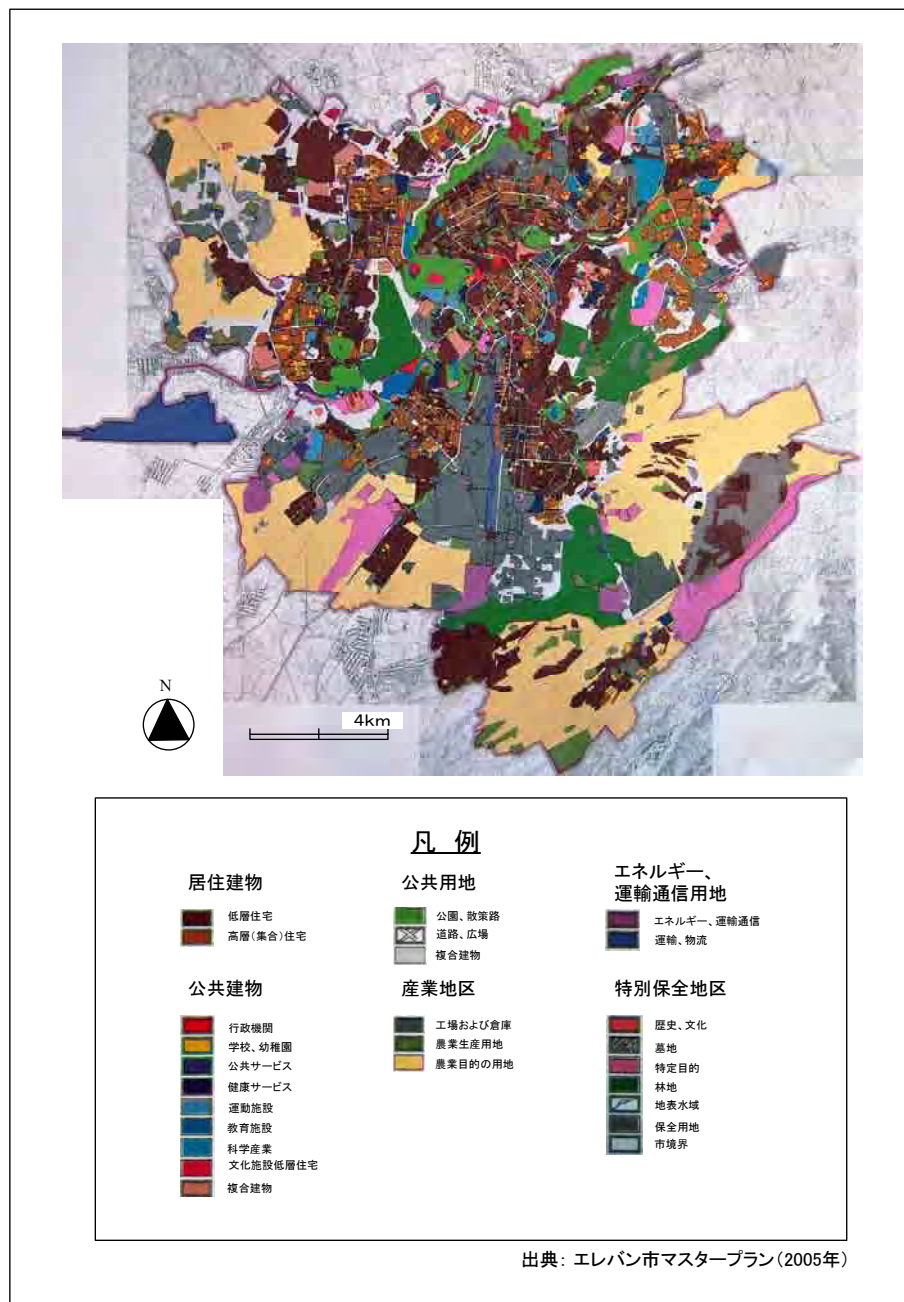 N
4km
凡 例
居住建物
低層住宅
高層(集合)住宅
公共建物
行政機関
学校、幼稚園
公共サービス
健康サービス
運動施設
教育施設
科学産業
文化施設低層住宅
複合建物
公共用地
公園、散策路
道路、広場
複合建物
産業地区
工場および倉庫
農業生産用地
農業目的の用地
エネルギー、
運輸通信用地
エネルギー、運輸通信
運輸、物流
特別保全地区
歴史、文化
墓地
特定目的
林地
地表水域
保全用地
市境界
出典: エレバン市マスタープラン(2005年)